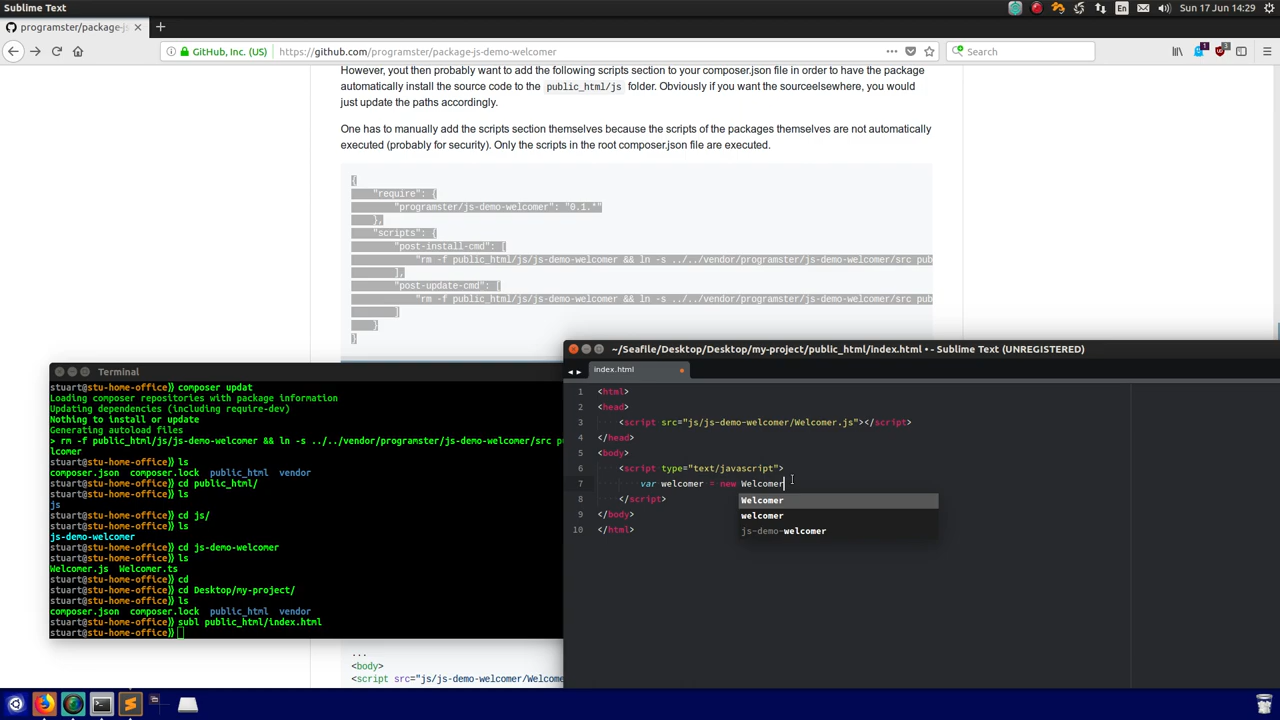 Sublime Text
En
Sun 17 Jun 14:29
programster/package-js
GitHub, Inc. (US)
https://github.com/programster/package-js-demo-welcomer
Search
1
3
However, yout then probably want to add the following scripts section to your composer.json file in order to have the package
automatically install the source code to the public_html/js folder. Obviously if you want the sourceelsewhere, you would
just update the paths accordingly.
One has to manually add the scripts section themselves because the scripts of the packages themselves are not automatically
executed (probably for security). Only the scripts in the root composer.json file are executed.
{
"require": {
"programster/js-demo-welcomer": "0.1.*"
},
"scripts": {
"post-install-cmd": [
"rm -f public_html/js/js-demo-welcomer && ln -s ../../vendor/programster/js-demo-welcomer/src pub
],
"post-update-cmd": [
"rm -f public_html/js/js-demo-welcomer && ln -s ../../vendor/programster/js-demo-welcomer/src pub
]
}
}
Terminal
stuart@stu-home-office⟫ composer updat
Loading composer repositories with package information
Updating dependencies (including require-dev)
Nothing to install or update
Generating autoload files
> rm -f public_html/js/js-demo-welcomer && ln -s ../../vendor/programster/js-demo-welcomer/src p
lcomer
stuart@stu-home-office⟫ ls
composer.json composer.lock public_html vendor
stuart@stu-home-office⟫ cd public_html/
stuart@stu-home-office⟫ ls
js
stuart@stu-home-office⟫ cd js/
stuart@stu-home-office⟫ ls
js-demo-welcomer
stuart@stu-home-office⟫ cd js-demo-welcomer
stuart@stu-home-office⟫ ls
Welcomer.js Welcomer.ts
stuart@stu-home-office⟫ cd
stuart@stu-home-office⟫ cd Desktop/my-project/
stuart@stu-home-office⟫ ls
composer.json composer.lock public_html vendor
stuart@stu-home-office⟫ subl public_html/index.html
stuart@stu-home-office⟫
~/Seafile/Desktop/Desktop/my-project/public_html/index.html • - Sublime Text (UNREGISTERED)
index.html
1 <html>
2 <head>
3 <script src="js/js-demo-welcomer/Welcomer.js"></script>
4 </head>
5 <body>
6 <script type="text/javascript">
7 var welcomer = new Welcomer
8 </script>
9 </body>
10 </html>
Welcomer
welcomer
js-demo-welcomer
...
<body>
<script src="js/js-demo-welcomer/Welcome